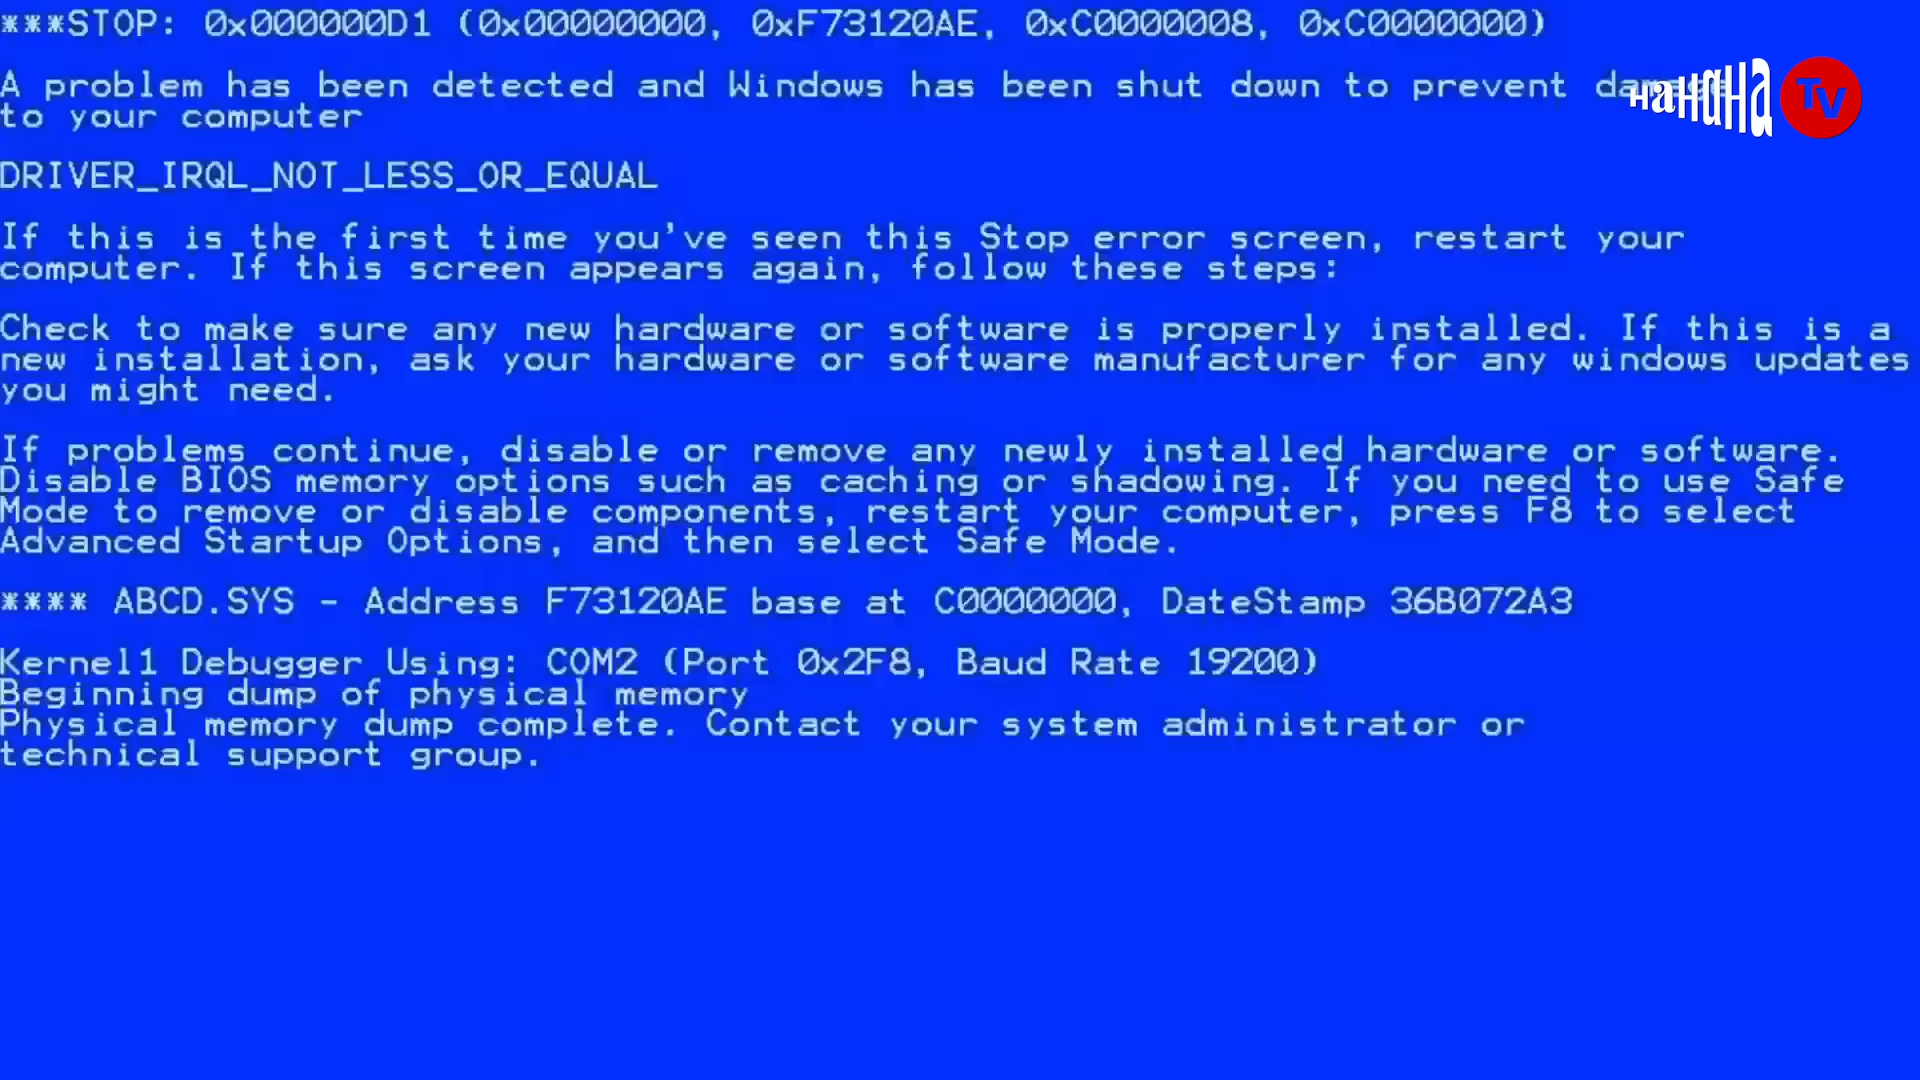 ***STOP: 0x000000D1 (0x00000000, 0xF73120AE, 0xC0000008, 0xC0000000)
A problem has been detected and Windows has been shut down to prevent damage
to your computer
DRIVER_IRQL_NOT_LESS_OR_EQUAL
If this is the first time you've seen this Stop error screen, restart your
computer. If this screen appears again, follow these steps:
Check to make sure any new hardware or software is properly installed. If this is a
new installation, ask your hardware or software manufacturer for any windows updates
you might need.
If problems continue, disable or remove any newly installed hardware or software.
Disable BIOS memory options such as caching or shadowing. If you need to use Safe
Mode to remove or disable components, restart your computer, press F8 to select
Advanced Startup Options, and then select Safe Mode.
**** ABCD.SYS - Address F73120AE base at C0000000, DateStamp 36B072A3
Kernel1 Debugger Using: COM2 (Port 0x2F8, Baud Rate 19200)
Beginning dump of physical memory
Physical memory dump complete. Contact your system administrator or
technical support group.
наНаНа TV